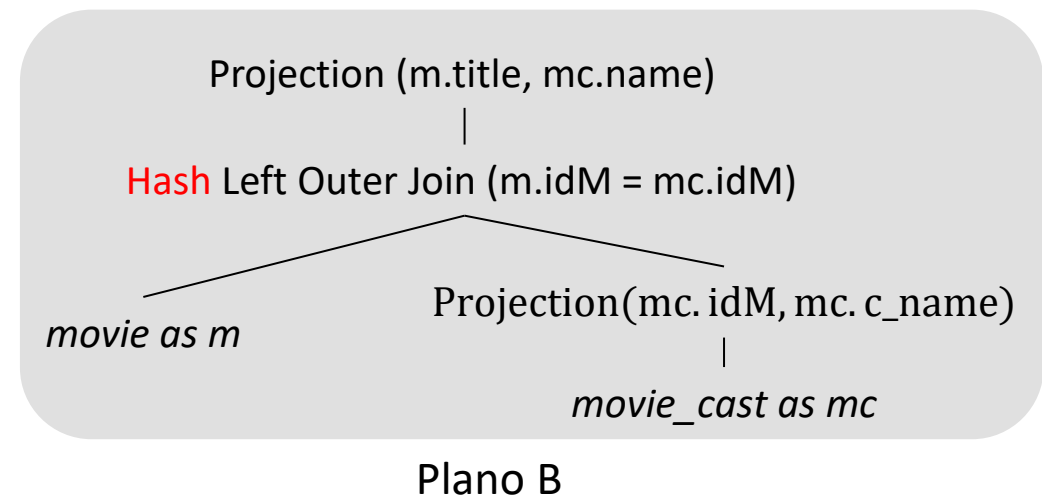 Projection (m.title, mc.name)
Hash Left Outer Join (m.idM = mc.idM)
Projection(mc. idM, mc. c_name)
movie as m
movie_cast as mc
Plano B